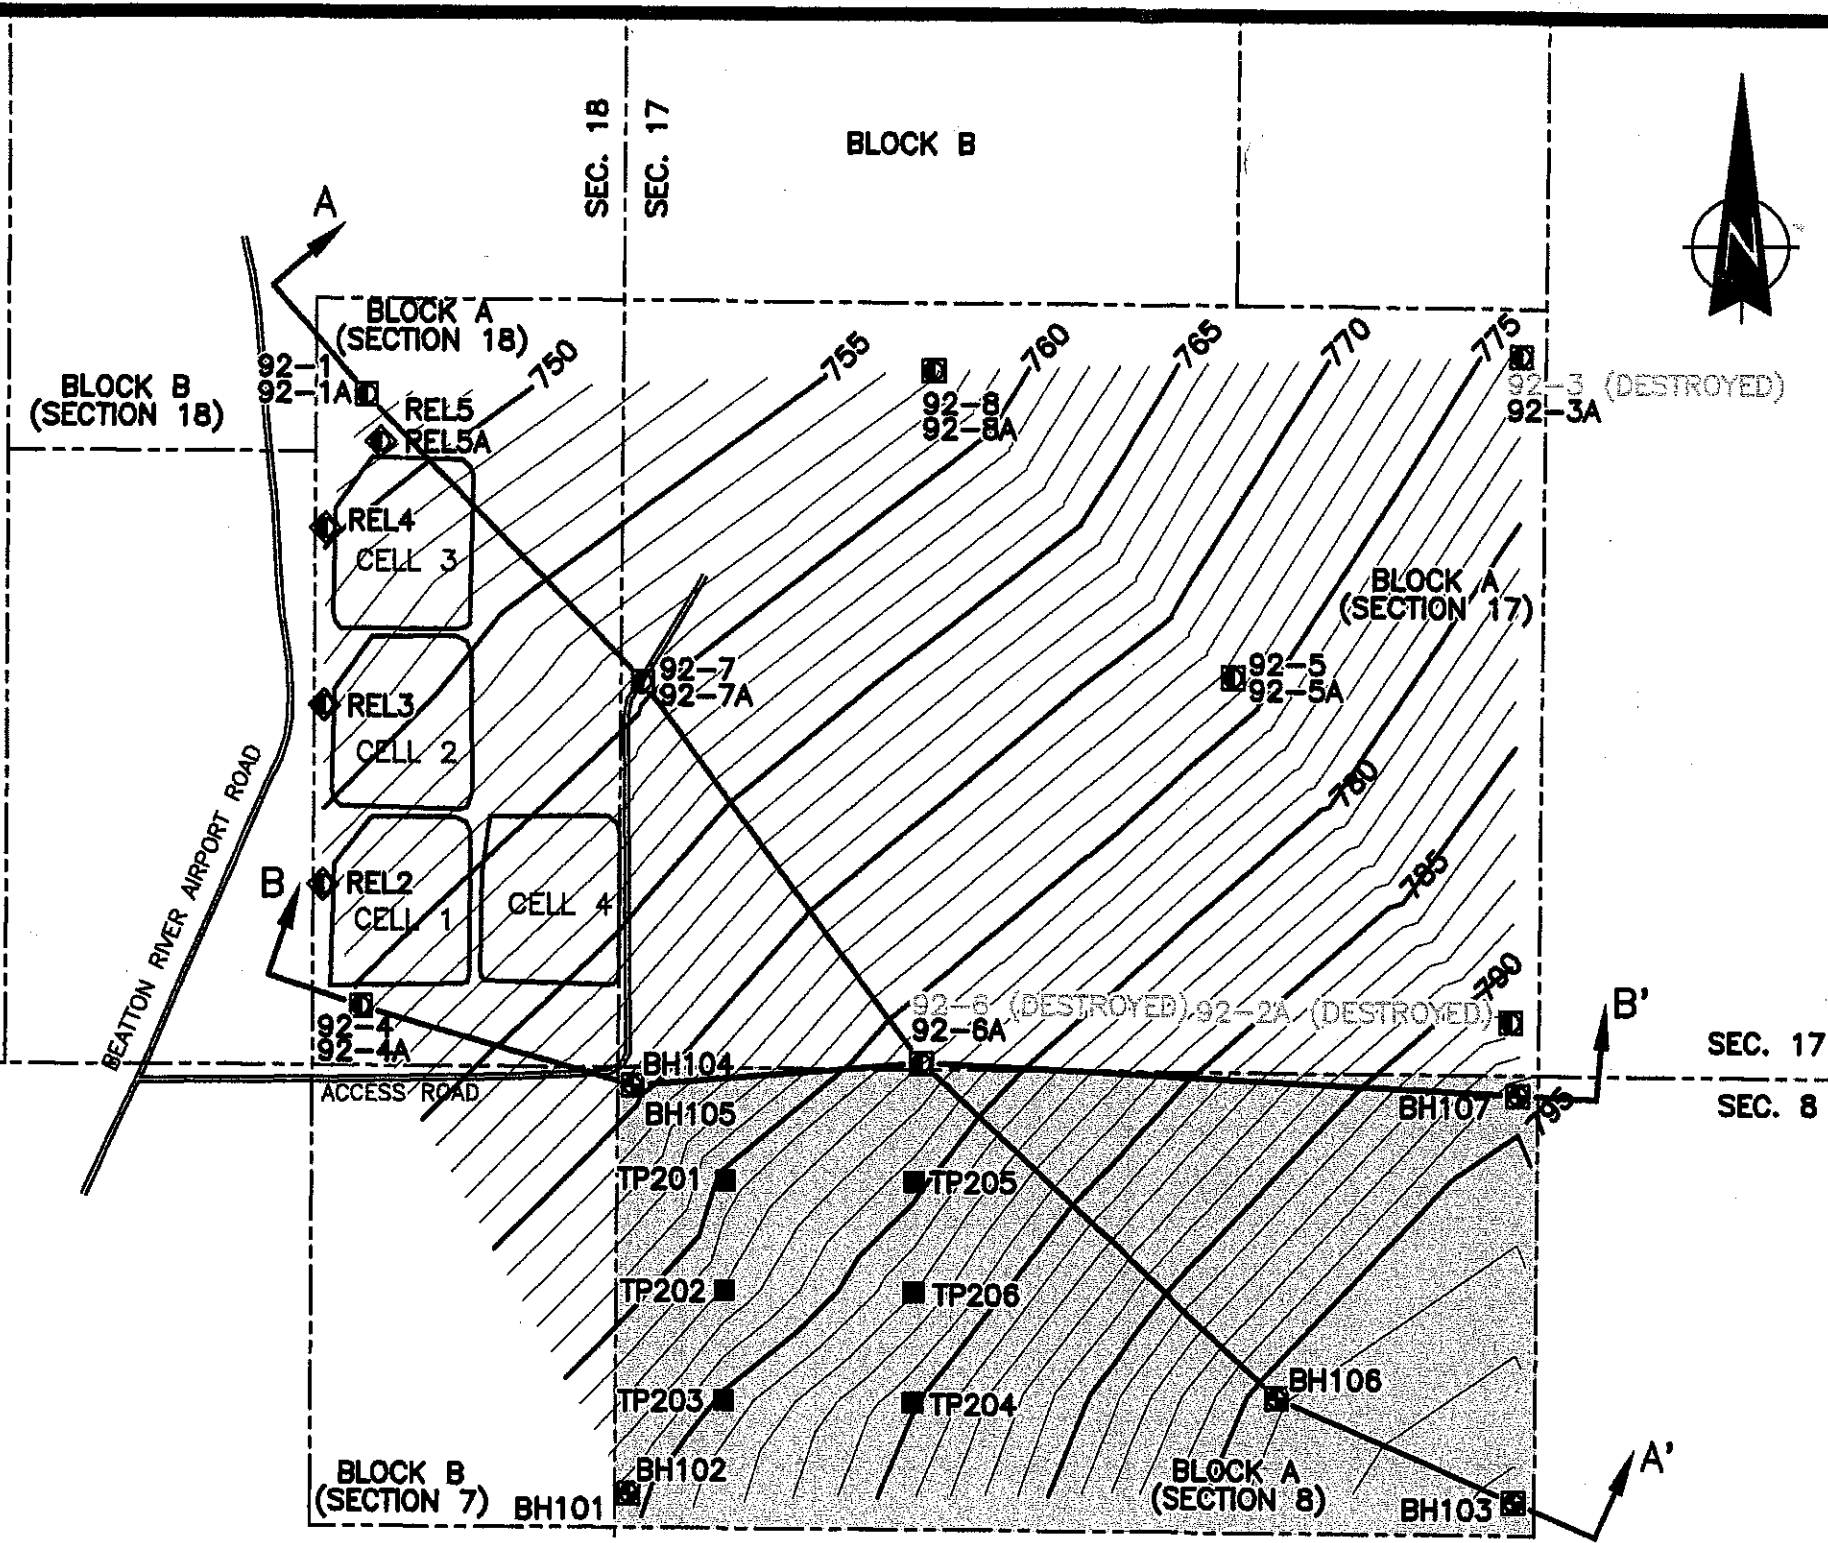 SEC. 18
SEC. 17
BLOCK B
N
A
BLOCK A
(SECTION 18)
750
755
760
765
770
775
92-1
92-1A
BLOCK B
(SECTION 18)
REL5
REL5A
92-8
92-8A
92-3 (DESTROYED)
92-3A
REL4
CELL 3
BLOCK A
(SECTION 17)
92-7
92-7A
92-5
92-5A
REL3
CELL 2
780
BEATTON RIVER AIRPORT ROAD
785
B
REL2
CELL 1
CELL 4
790
92-6 (DESTROYED)
92-6A
92-2A (DESTROYED)
B'
92-4
92-4A
SEC. 17
SEC. 8
BH104
BH105
ACCESS ROAD
BH107
795
TP201
TP205
TP202
TP206
TP203
TP204
BH106
BH102
BH101
BLOCK B
(SECTION 7)
BLOCK A
(SECTION 8)
BH103
A'